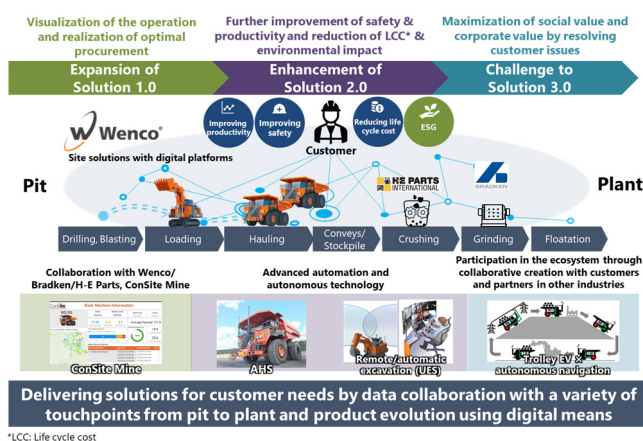 Visualization of the operation
and realization of optimal
procurement
Further improvement of safety &
productivity and reduction of LCC* &
environmental impact
Maximization of social value and
corporate value by resolving
customer issues
Expansion of
Solution 1.0
Enhancement of
Solution 2.0
Challenge to
Solution 3.0
Wenco®
Site solutions with digital platforms
Improving
productivity
Improving
safety
Customer
Reducing life
cycle cost
ESG
Pit
Plant
H-E PARTS
INTERNATIONAL
BRADKEN
Drilling, Blasting
Loading
Hauling
Conveys/
Stockpile
Crushing
Grinding
Floatation
Collaboration with Wenco/
Bradken/H-E Parts, ConSite Mine
Advanced automation and
autonomous technology
Participation in the ecosystem through
collaborative creation with customers
and partners in other industries
ConSite
Basic Machine Information
ConSite Mine
AHS
Remote/automatic
excavation (UES)
Trolley EV ×
autonomous navigation
Delivering solutions for customer needs by data collaboration with a variety of
touchpoints from pit to plant and product evolution using digital means
*LCC: Life cycle cost